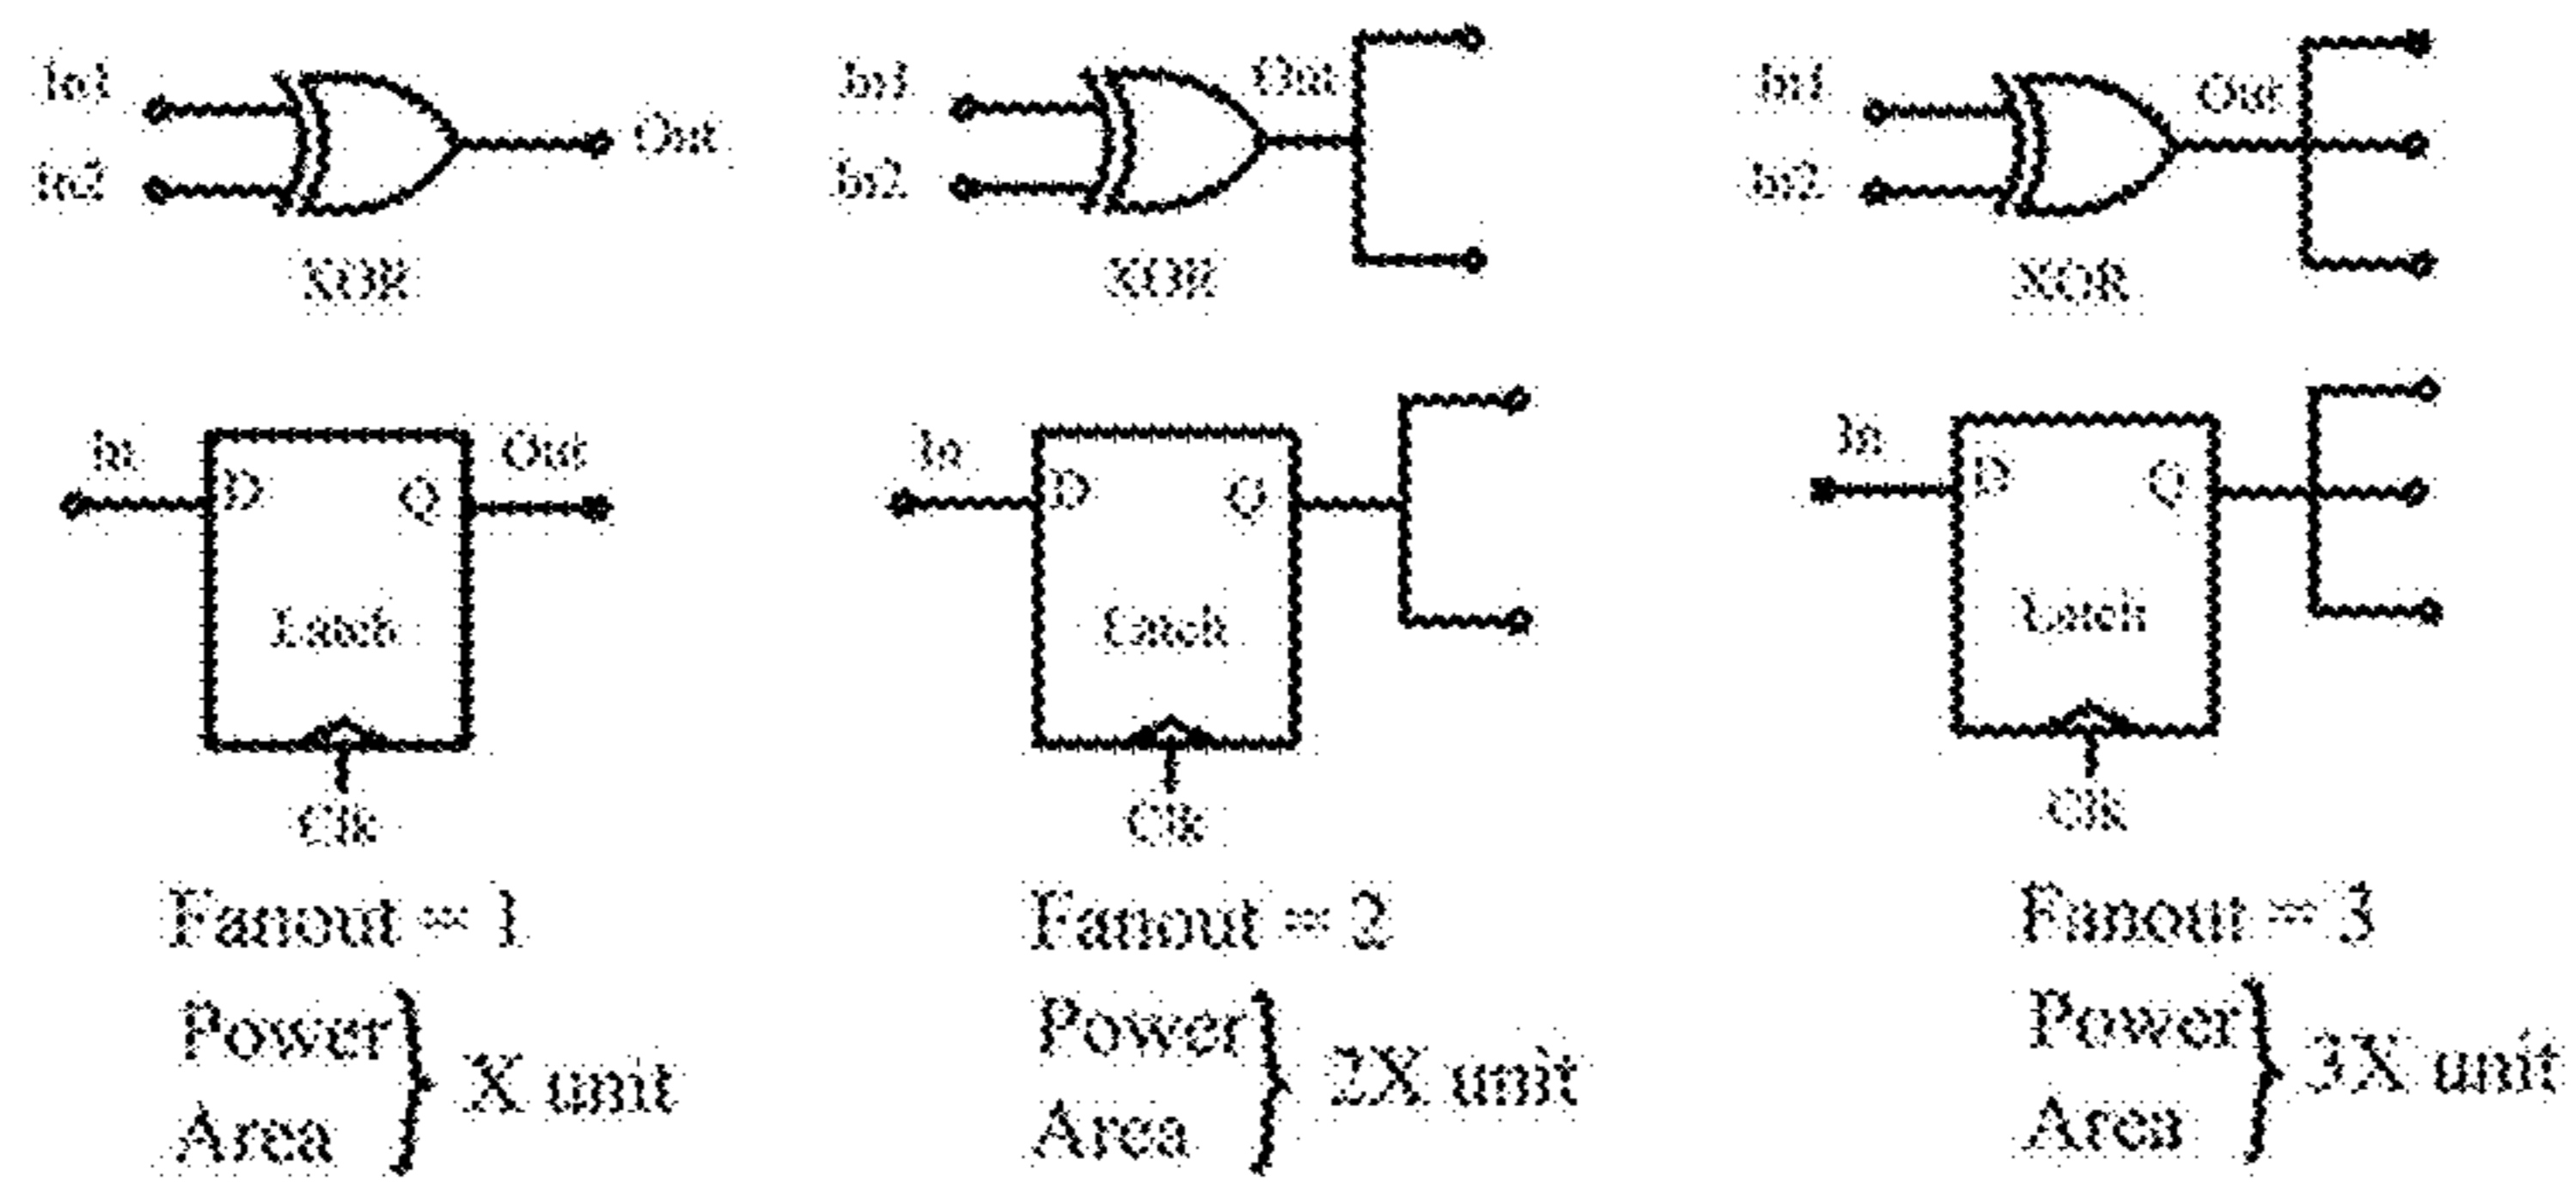 In1
In2
Out
XOR
In1
In2
Out
XOR
In1
In2
Out
XOR
In
D
Q
Out
Latch
Clk
In
D
Q
Latch
Clk
In
D
Q
Latch
Clk
Fanout = 1
Power
Area
X unit
Fanout = 2
Power
Area
2X unit
Fanout = 3
Power
Area
3X unit